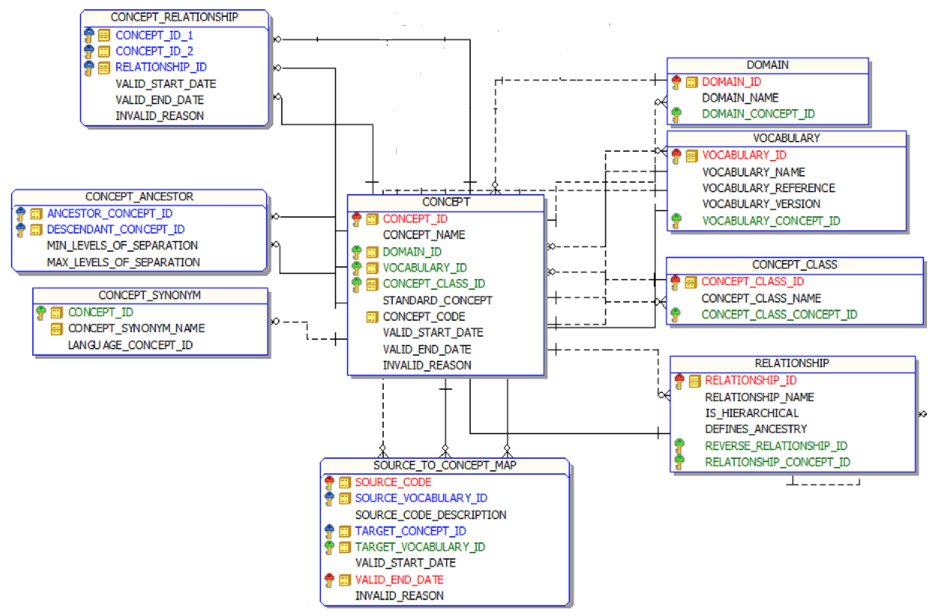 CONCEPT_RELATIONSHIP
CONCEPT_ID_1
CONCEPT_ID_2
RELATIONSHIP_ID
VALID_START_DATE
VALID_END_DATE
INVALID_REASON
DOMAIN
DOMAIN_ID
DOMAIN_NAME
DOMAIN_CONCEPT_ID
VOCABULARY
VOCABULARY_ID
VOCABULARY_NAME
VOCABULARY_REFERENCE
VOCABULARY_VERSION
VOCABULARY_CONCEPT_ID
CONCEPT_ANCESTOR
ANCESTOR_CONCEPT_ID
DESCENDANT_CONCEPT_ID
MIN_LEVELS_OF_SEPARATION
MAX_LEVELS_OF_SEPARATION
CONCEPT
CONCEPT_ID
CONCEPT_NAME
DOMAIN_ID
VOCABULARY_ID
CONCEPT_CLASS_ID
STANDARD_CONCEPT
CONCEPT_CODE
VALID_START_DATE
VALID_END_DATE
INVALID_REASON
CONCEPT_CLASS
CONCEPT_CLASS_ID
CONCEPT_CLASS_NAME
CONCEPT_CLASS_CONCEPT_ID
CONCEPT_SYNONYM
CONCEPT_ID
CONCEPT_SYNONYM_NAME
LANGUAGE_CONCEPT_ID
RELATIONSHIP
RELATIONSHIP_ID
RELATIONSHIP_NAME
IS_HIERARCHICAL
DEFINES_ANCESTRY
REVERSE_RELATIONSHIP_ID
RELATIONSHIP_CONCEPT_ID
SOURCE_TO_CONCEPT_MAP
SOURCE_CODE
SOURCE_VOCABULARY_ID
SOURCE_CODE_DESCRIPTION
TARGET_CONCEPT_ID
TARGET_VOCABULARY_ID
VALID_START_DATE
VALID_END_DATE
INVALID_REASON